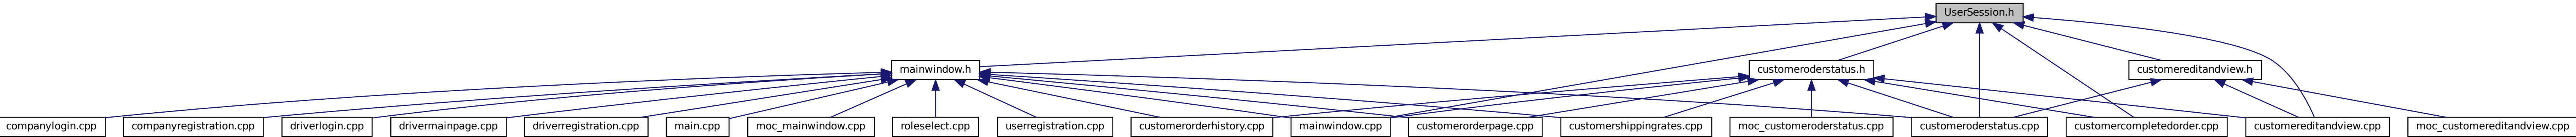 UserSession.h
mainwindow.h
customeroderstatus.h
customereditandview.h
companylogin.cpp
companyregistration.cpp
driverlogin.cpp
drivermainpage.cpp
driverregistration.cpp
main.cpp
moc_mainwindow.cpp
roleselect.cpp
userregistration.cpp
customerorderhistory.cpp
mainwindow.cpp
customerorderpage.cpp
customershippingrates.cpp
moc_customeroderstatus.cpp
customeroderstatus.cpp
customercompletedorder.cpp
customereditandview.cpp
moc_customereditandview.cpp